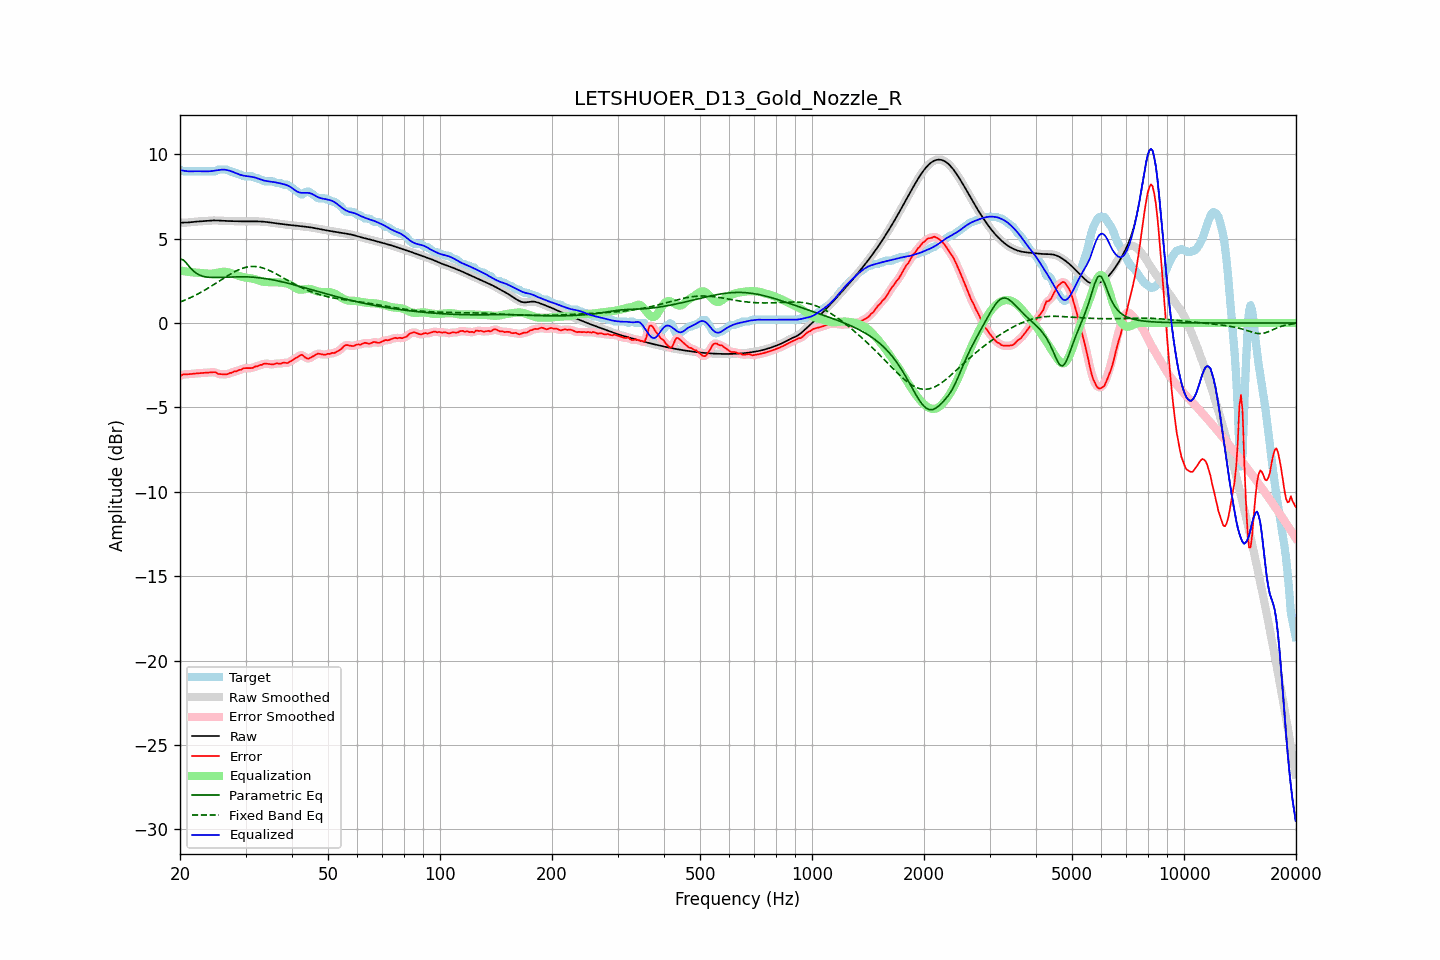 LETSHUOER_D13_Gold_Nozzle_R
10
5
0
−5
−10
−15
−20
−25
−30
Amplitude (dBr)
Target
Raw Smoothed
Error Smoothed
Raw
Error
Equalization
Parametric Eq
Fixed Band Eq
Equalized
20 50 100 200 500 1000 2000 5000 10000 20000
Frequency (Hz)